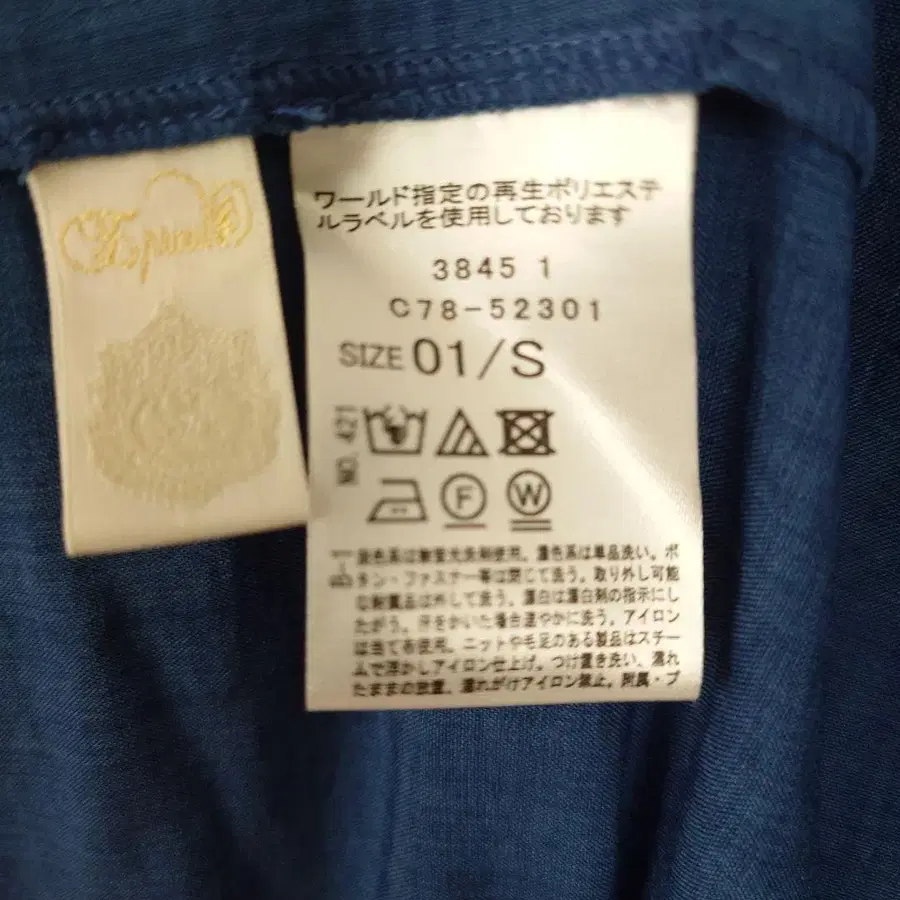 ワールド指定の再生ポリエステ
ルラベルを使用しております
3845 1
C78-52301
SIZE 01/S
NO. 421
F W
B-1
淡色系は無蛍光洗剤使用。濃色系は単品洗い。ボ
タン・ファスナー等は閉じて洗う。取り外し可能
な附属品は外して洗う。漂白は漂白剤の指示にし
たがう。汗をかいた場合速やかに洗う。アイロン
は当て布使用。ニットや毛足のある製品はスチー
ムで浮かしアイロン仕上げ。つけ置き洗い、濡れ
たままの放置、濡れがけアイロン禁止。附属・プ